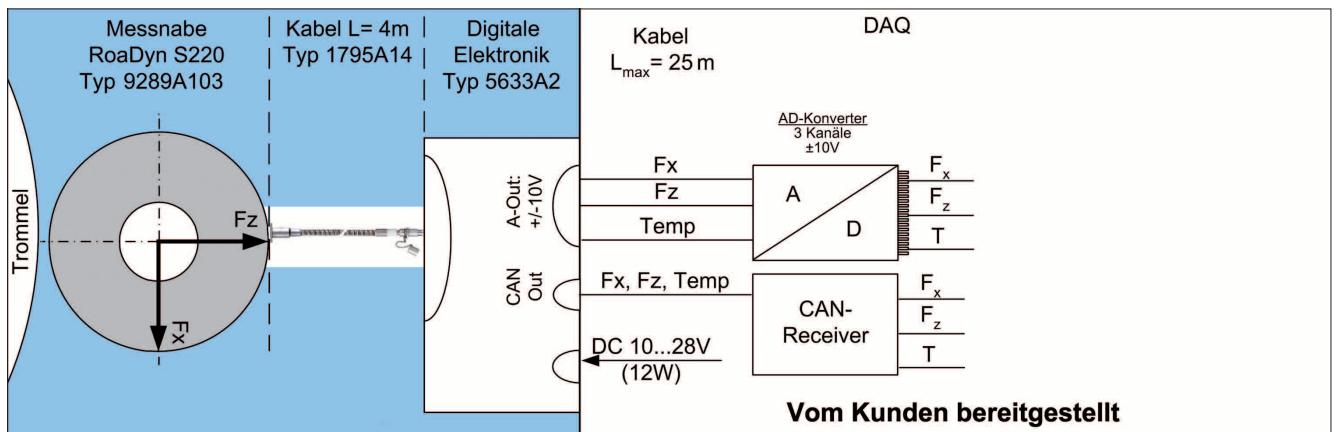 Messnabe
RoaDyn S220
Typ 9289A103
Kabel L= 4m
Typ 1795A14
Digitale
Elektronik
Typ 5633A2
Kabel
Lmax= 25 m
DAQ
Trommel
Fz
Fx
A-Out:
+/-10V
CAN
Out
Fx
Fz
Temp
Fx, Fz, Temp
DC 10...28V
(12W)
AD-Konverter
3 Kanäle
±10V
A
D
Fx
Fz
T
CAN-
Receiver
Fx
Fz
T
Vom Kunden bereitgestellt